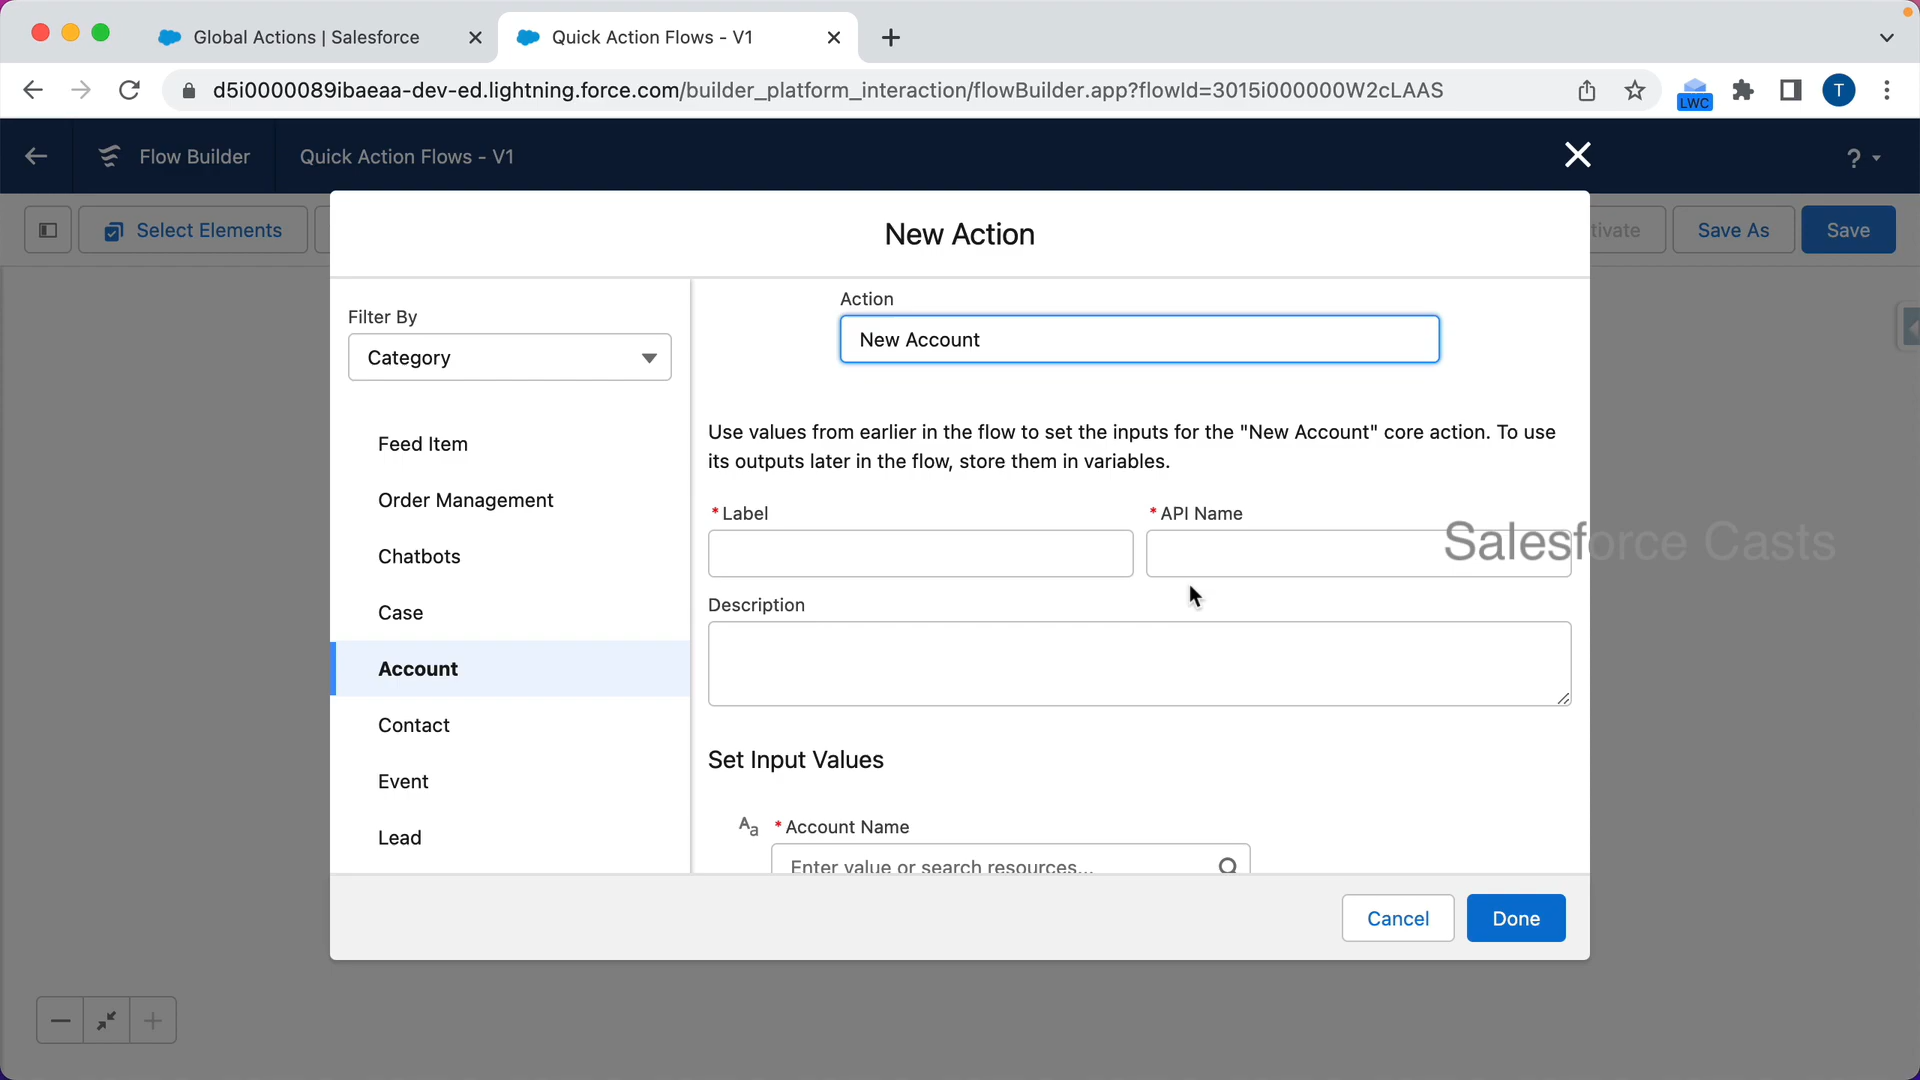 Global Actions | Salesforce
Quick Action Flows - V1
d5i0000089ibaeaa-dev-ed.lightning.force.com/builder_platform_interaction/flowBuilder.app?flowId=3015i000000W2cLAAS
LWC
T
Flow Builder
Quick Action Flows - V1
?
Select Elements
tivate
Save As
Save
New Action
Filter By
Category
Feed Item
Order Management
Chatbots
Case
Account
Contact
Event
Lead
Action
New Account
Use values from earlier in the flow to set the inputs for the "New Account" core action. To use
its outputs later in the flow, store them in variables.
*Label
*API Name
Salesforce Casts
Description
Set Input Values
Aa *Account Name
Enter value or search resources...
Cancel
Done